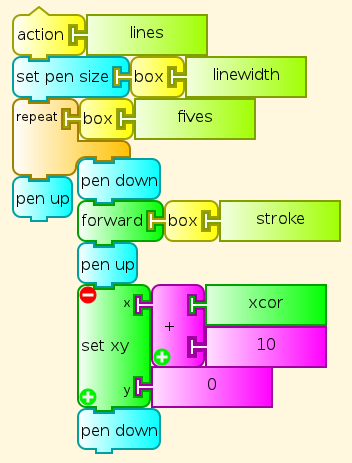 action lines
set pen size box linewidth
repeat box fives
pen down
pen up
forward box stroke
pen up
x xcor
+
set xy 10
y 0
pen down